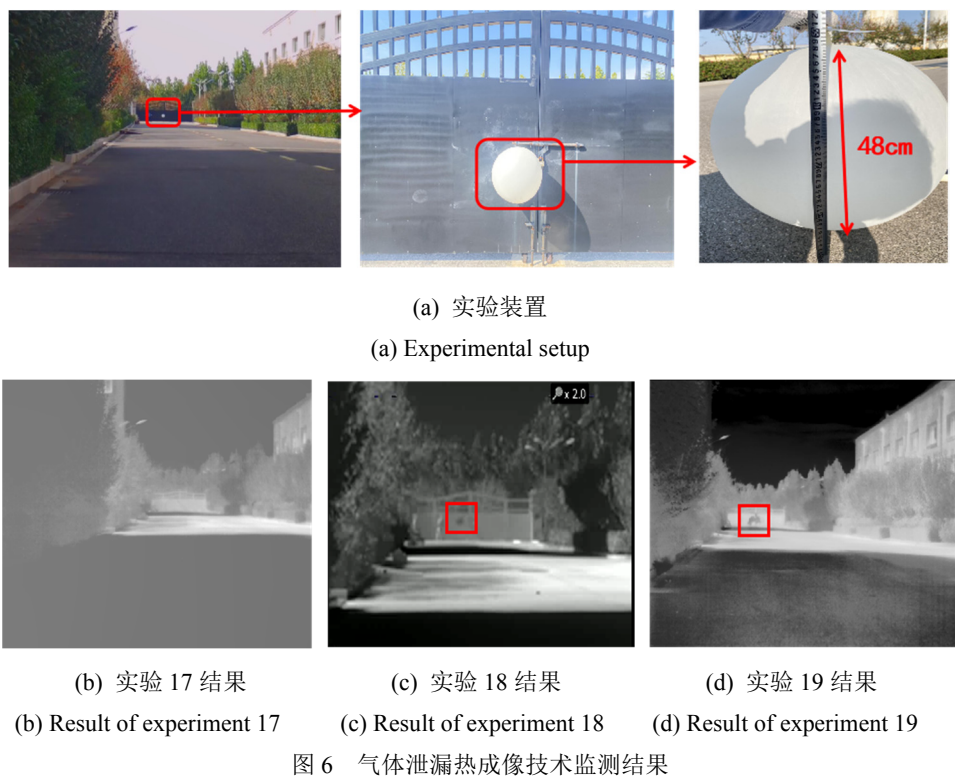 48cm
(a) 实验装置
(a) Experimental setup
x 2.0
(b) 实验 17 结果
(c) 实验 18 结果
(d) 实验 19 结果
(b) Result of experiment 17
(c) Result of experiment 18
(d) Result of experiment 19
图 6 气体泄漏热成像技术监测结果